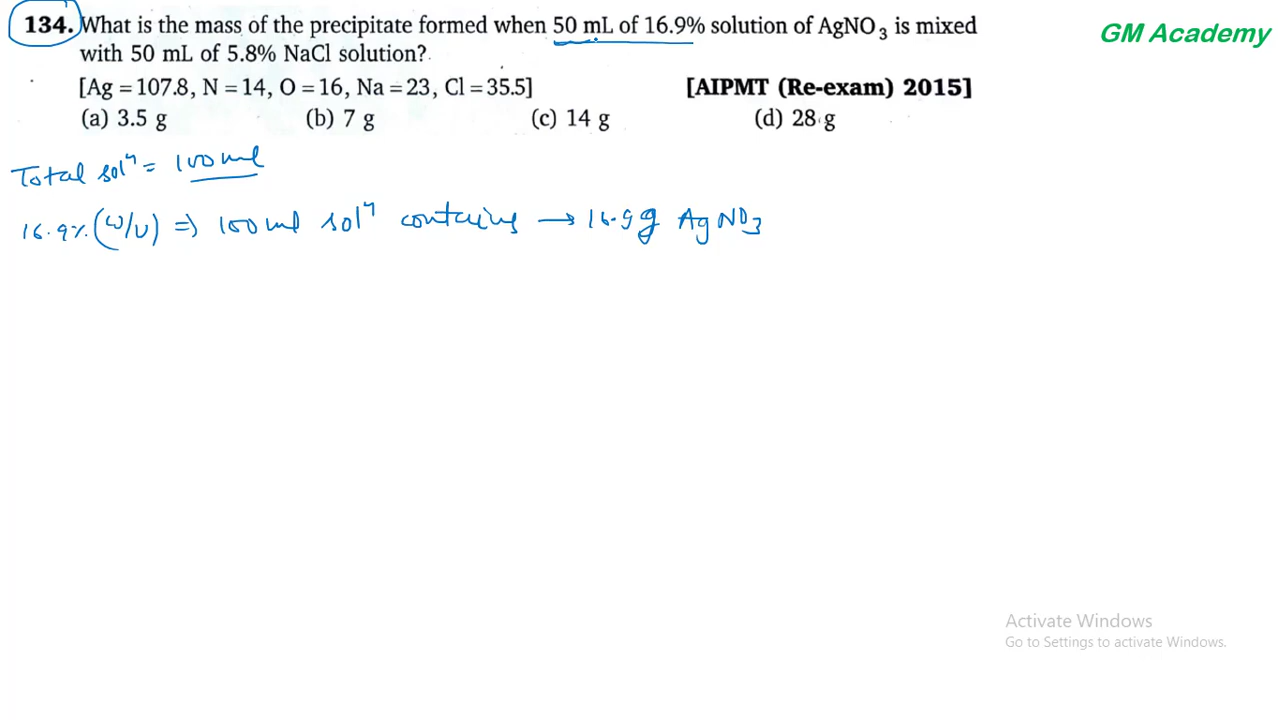 134. What is the mass of the precipitate formed when 50 mL of 16.9% solution of AgNO₃ is mixed
GM Academy
with 50 mL of 5.8% NaCl solution?
[Ag = 107.8, N = 14, O = 16, Na = 23, Cl = 35.5] [AIPMT (Re-exam) 2015]
(a) 3.5 g (b) 7 g (c) 14 g (d) 28 g
Total solⁿ = 100 ml
16.9% (w/v) ⇒ 100 ml solⁿ contains → 16.9g AgNO₃
Activate Windows
Go to Settings to activate Windows.